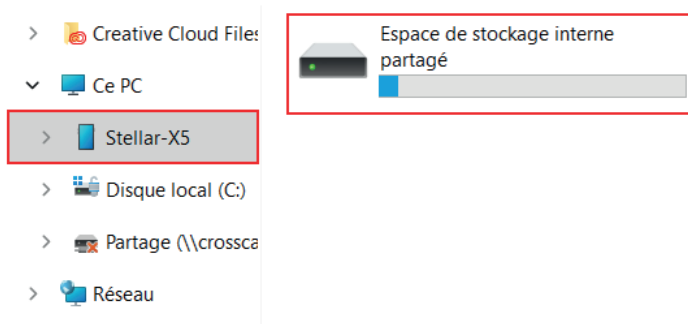 Creative Cloud Files
Ce PC
Stellar-X5
Disque local (C:)
Partage (\\crossca
Réseau
Espace de stockage interne
partagé